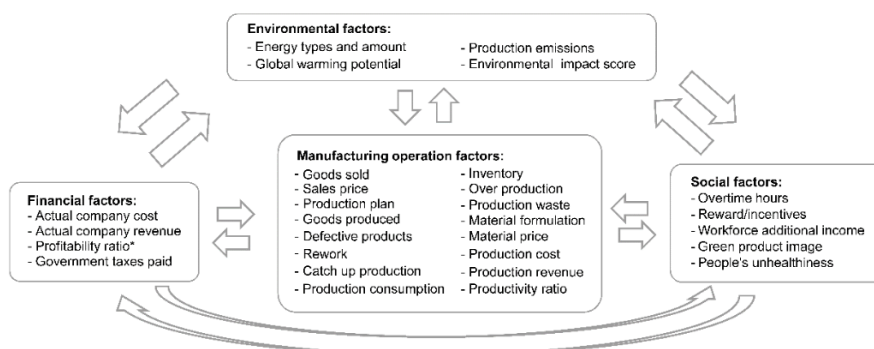 Environmental factors:
- Energy types and amount
- Global warming potential
- Production emissions
- Environmental impact score
Manufacturing operation factors:
- Goods sold
- Sales price
- Production plan
- Goods produced
- Defective products
- Rework
- Catch up production
- Production consumption
- Inventory
- Over production
- Production waste
- Material formulation
- Material price
- Production cost
- Production revenue
- Productivity ratio
Financial factors:
- Actual company cost
- Actual company revenue
- Profitability ratio*
- Government taxes paid
Social factors:
- Overtime hours
- Reward/incentives
- Workforce additional income
- Green product image
- People's unhealthiness